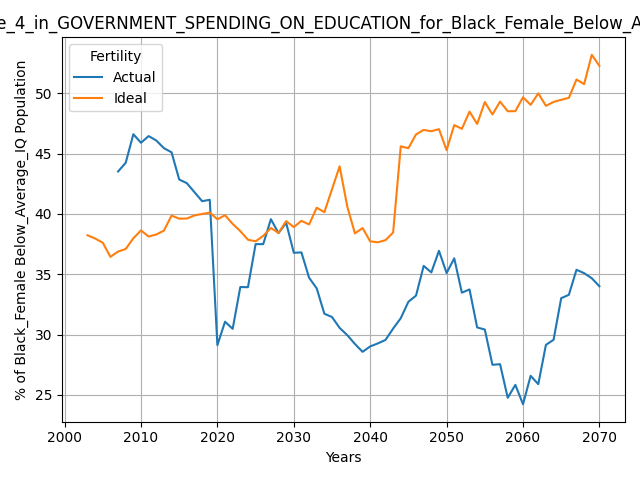 e_4_in_GOVERNMENT_SPENDING_ON_EDUCATION_for_Black_Female_Below_A
Fertility
Actual
Ideal
% of Black_Female Below_Average_IQ Population
50
45
40
35
30
25
2000 2010 2020 2030 2040 2050 2060 2070
Years